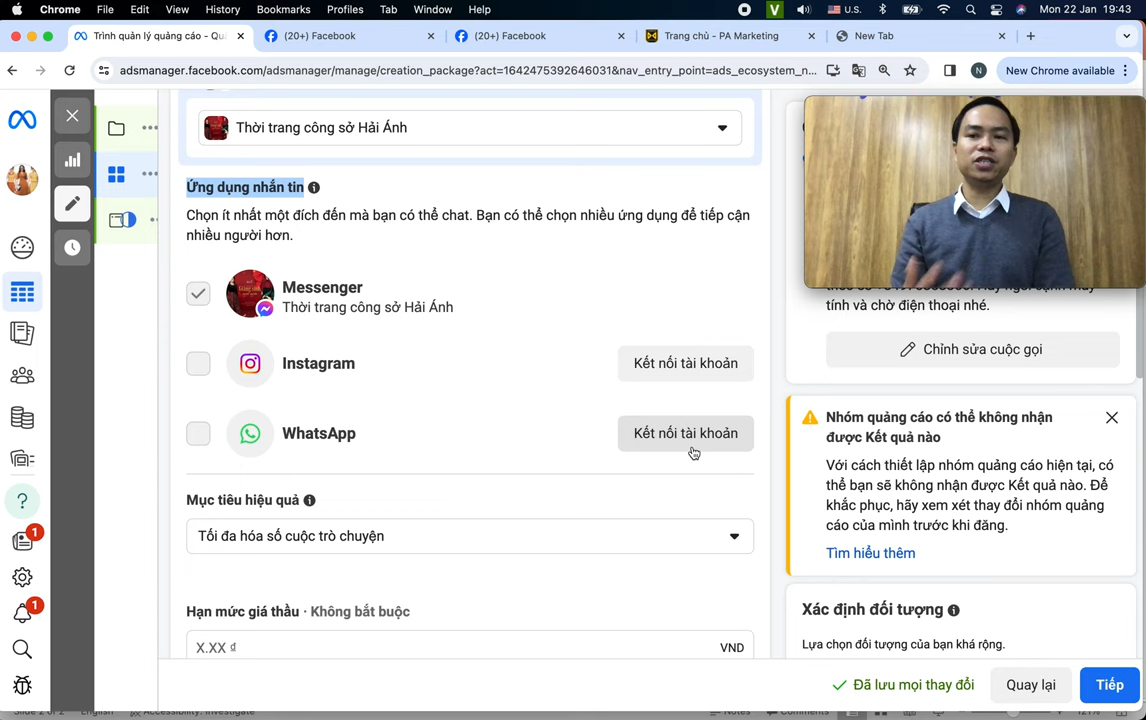 Chrome File Edit View History Bookmarks Profiles Tab Window Help V U.S. Mon 22 Jan 19:43
Trình quản lý quảng cáo - Qu (20+) Facebook (20+) Facebook Trang chủ - PA Marketing New Tab
adsmanager.facebook.com/adsmanager/manage/creation_package?act=1642475392646031&nav_entry_point=ads_ecosystem_n... N New Chrome available
Thời trang công sở Hải Ánh
Ứng dụng nhắn tin
Chọn ít nhất một đích đến mà bạn có thể chat. Bạn có thể chọn nhiều ứng dụng để tiếp cận
nhiều người hơn.
Messenger
Thời trang công sở Hải Ánh
Instagram Kết nối tài khoản
WhatsApp Kết nối tài khoản
Mục tiêu hiệu quả
Tối đa hóa số cuộc trò chuyện
Hạn mức giá thầu · Không bắt buộc
X.XX ₫ VND
tính và chờ điện thoại nhé.
Chỉnh sửa cuộc gọi
Nhóm quảng cáo có thể không nhận
được Kết quả nào
Với cách thiết lập nhóm quảng cáo hiện tại, có
thể bạn sẽ không nhận được Kết quả nào. Để
khắc phục, hãy xem xét thay đổi nhóm quảng
cáo của mình trước khi đăng.
Tìm hiểu thêm
Xác định đối tượng
Lựa chọn đối tượng của bạn khá rộng.
1
1
Đã lưu mọi thay đổi Quay lại Tiếp